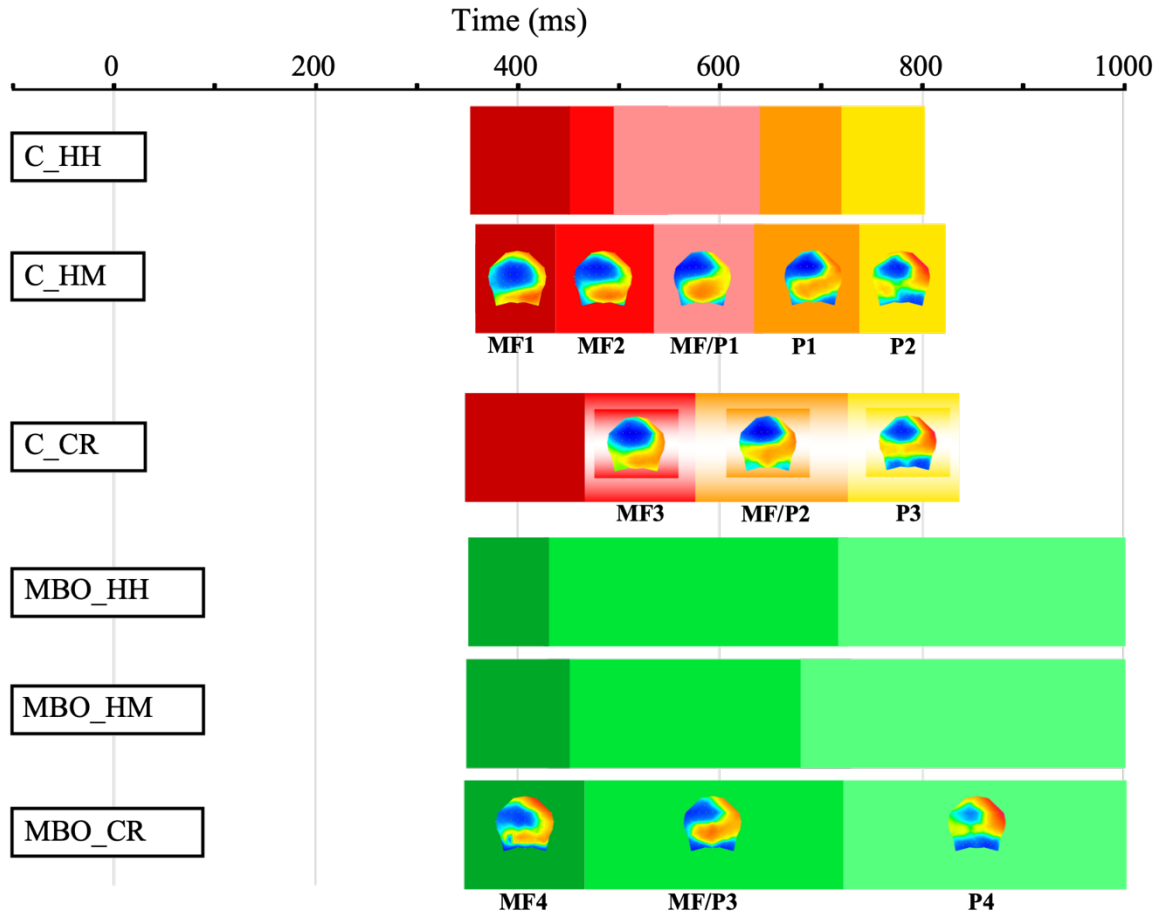 Time (ms)
0 200 400 600 800 1000
C_HH
C_HM
MF1 MF2 MF/P1 P1 P2
C_CR
MF3 MF/P2 P3
MBO_HH
MBO_HM
MBO_CR
MF4 MF/P3 P4